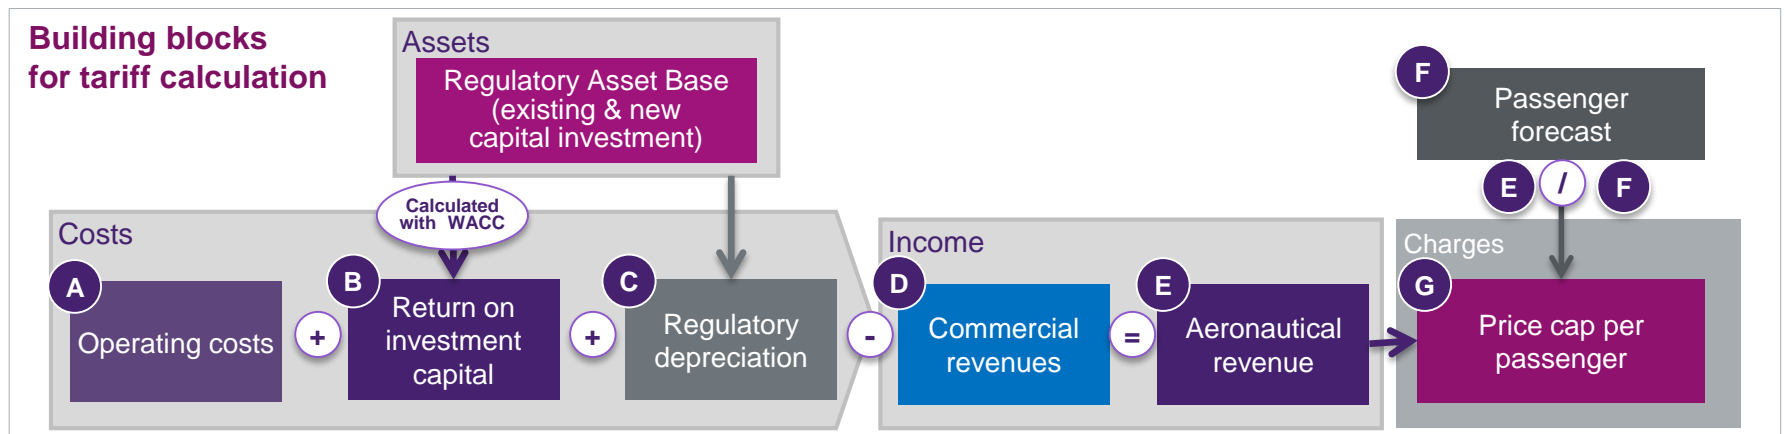 Building blocks
for tariff calculation
Assets
Regulatory Asset Base
(existing & new
capital investment)
Calculated
with WACC
F
Passenger
forecast
E / F
Costs
A
Operating costs
+
B
Return on
investment
capital
+
C
Regulatory
depreciation
-
Income
D
Commercial
revenues
=
E
Aeronautical
revenue
Charges
G
Price cap per
passenger